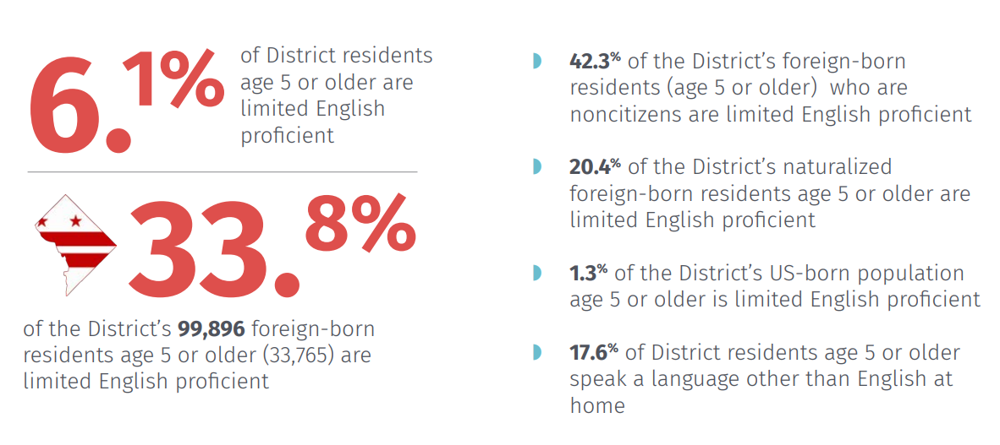 6.1%
of District residents
age 5 or older are
limited English
proficient
33.8%
of the District’s 99,896 foreign-born
residents age 5 or older (33,765) are
limited English proficient
42.3% of the District’s foreign-born
residents (age 5 or older)  who are
noncitizens are limited English proficient
20.4% of the District’s naturalized
foreign-born residents age 5 or older are
limited English proficient
1.3% of the District’s US-born population
age 5 or older is limited English proficient
17.6% of District residents age 5 or older
speak a language other than English at
home